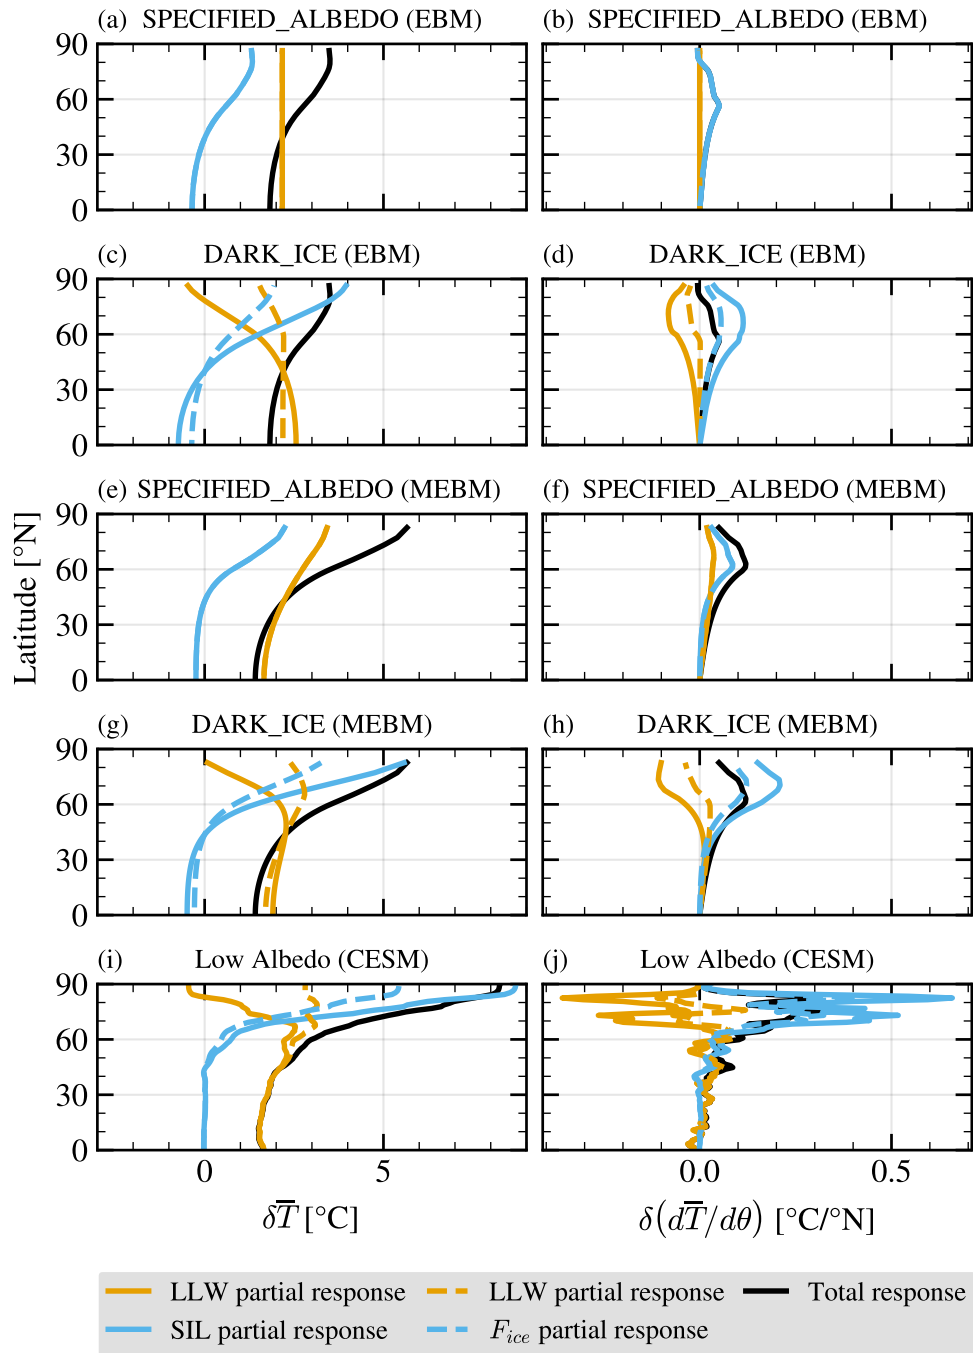 (a) SPECIFIED_ALBEDO (EBM)
(b) SPECIFIED_ALBEDO (EBM)
90
60
30
0
(c) DARK_ICE (EBM)
(d) DARK_ICE (EBM)
90
60
30
0
(e) SPECIFIED_ALBEDO (MEBM)
(f) SPECIFIED_ALBEDO (MEBM)
90
60
30
0
Latitude [°N]
(g) DARK_ICE (MEBM)
(h) DARK_ICE (MEBM)
90
60
30
0
(i) Low Albedo (CESM)
(j) Low Albedo (CESM)
90
60
30
0
0 5
0.0 0.5
δT̅ [°C]
δ(dT̅/dθ) [°C/°N]
LLW partial response
LLW partial response
Total response
SIL partial response
F_ice partial response